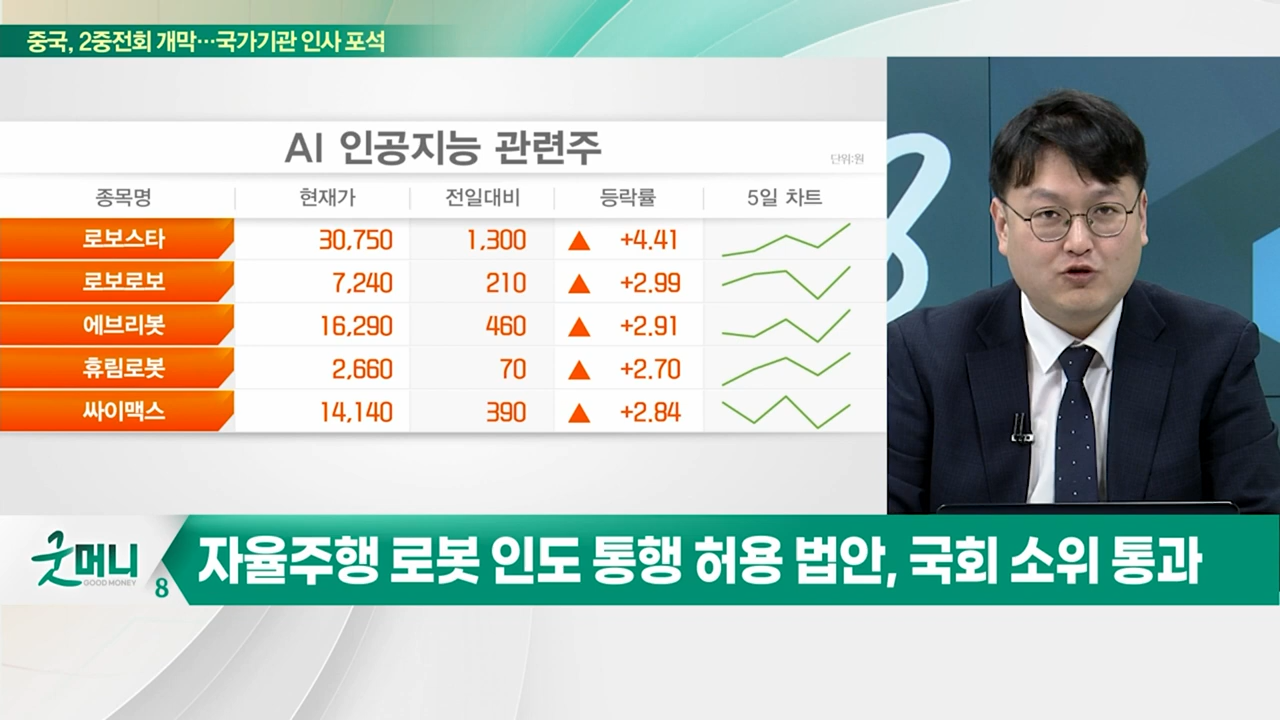 중국, 2중전회 개막…국가기관 인사 포석
AI 인공지능 관련주
단위:원
종목명 현재가 전일대비 등락률 5일 차트
로보스타 30,750 1,300 ▲ +4.41
로보로보 7,240 210 ▲ +2.99
에브리봇 16,290 460 ▲ +2.91
휴림로봇 2,660 70 ▲ +2.70
싸이맥스 14,140 390 ▲ +2.84
굿머니
GOOD MONEY
8
자율주행 로봇 인도 통행 허용 법안, 국회 소위 통과